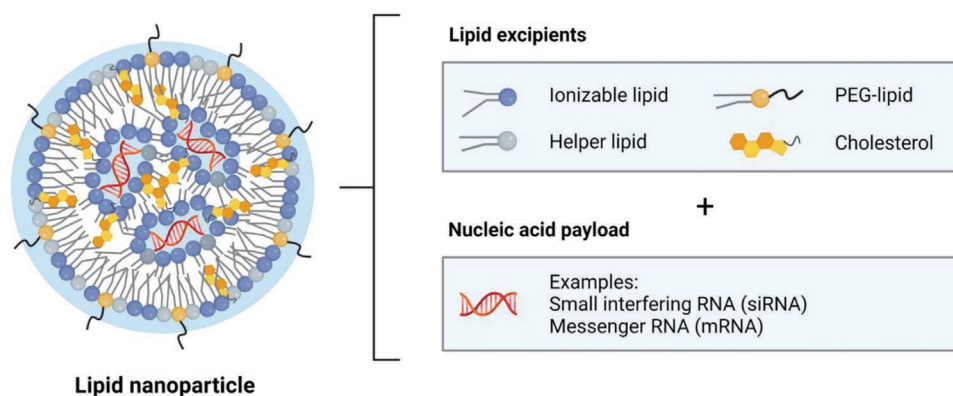 Lipid excipients
Ionizable lipid
PEG-lipid
Helper lipid
Cholesterol
+
Nucleic acid payload
Examples:
Small interfering RNA (siRNA)
Messenger RNA (mRNA)
Lipid nanoparticle